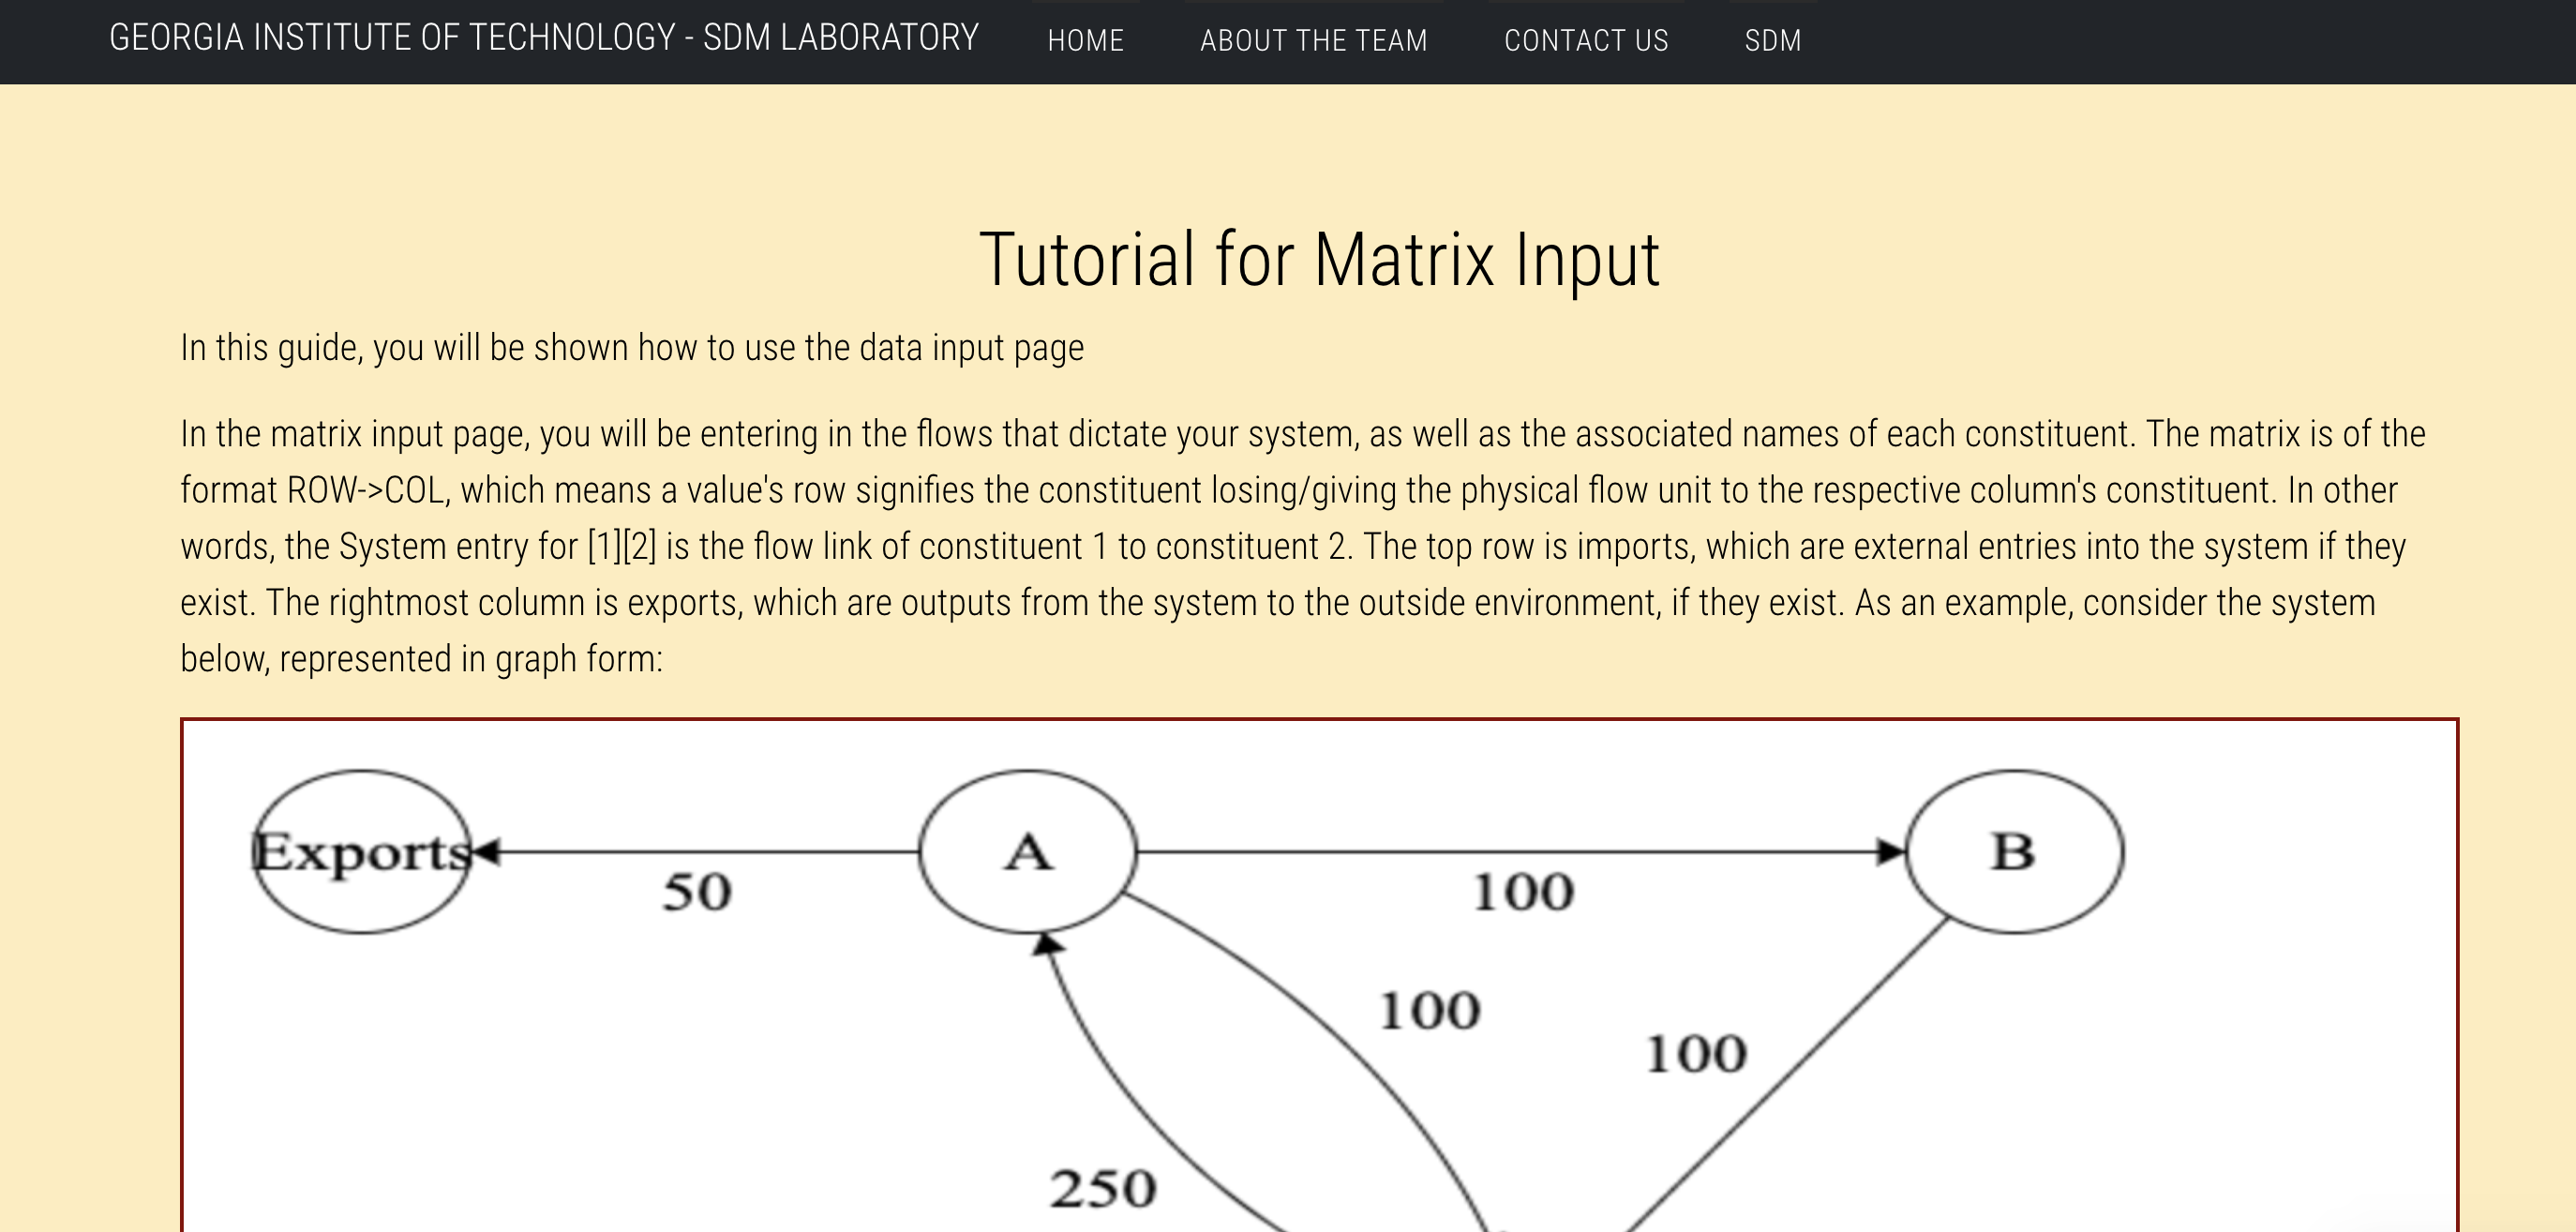 GEORGIA INSTITUTE OF TECHNOLOGY - SDM LABORATORY HOME ABOUT THE TEAM CONTACT US SDM
Tutorial for Matrix Input
In this guide, you will be shown how to use the data input page
In the matrix input page, you will be entering in the flows that dictate your system, as well as the associated names of each constituent. The matrix is of the
format ROW->COL, which means a value's row signifies the constituent losing/giving the physical flow unit to the respective column's constituent. In other
words, the System entry for [1][2] is the flow link of constituent 1 to constituent 2. The top row is imports, which are external entries into the system if they
exist. The rightmost column is exports, which are outputs from the system to the outside environment, if they exist. As an example, consider the system
below, represented in graph form:
Exports A B
50 100
100
100
250